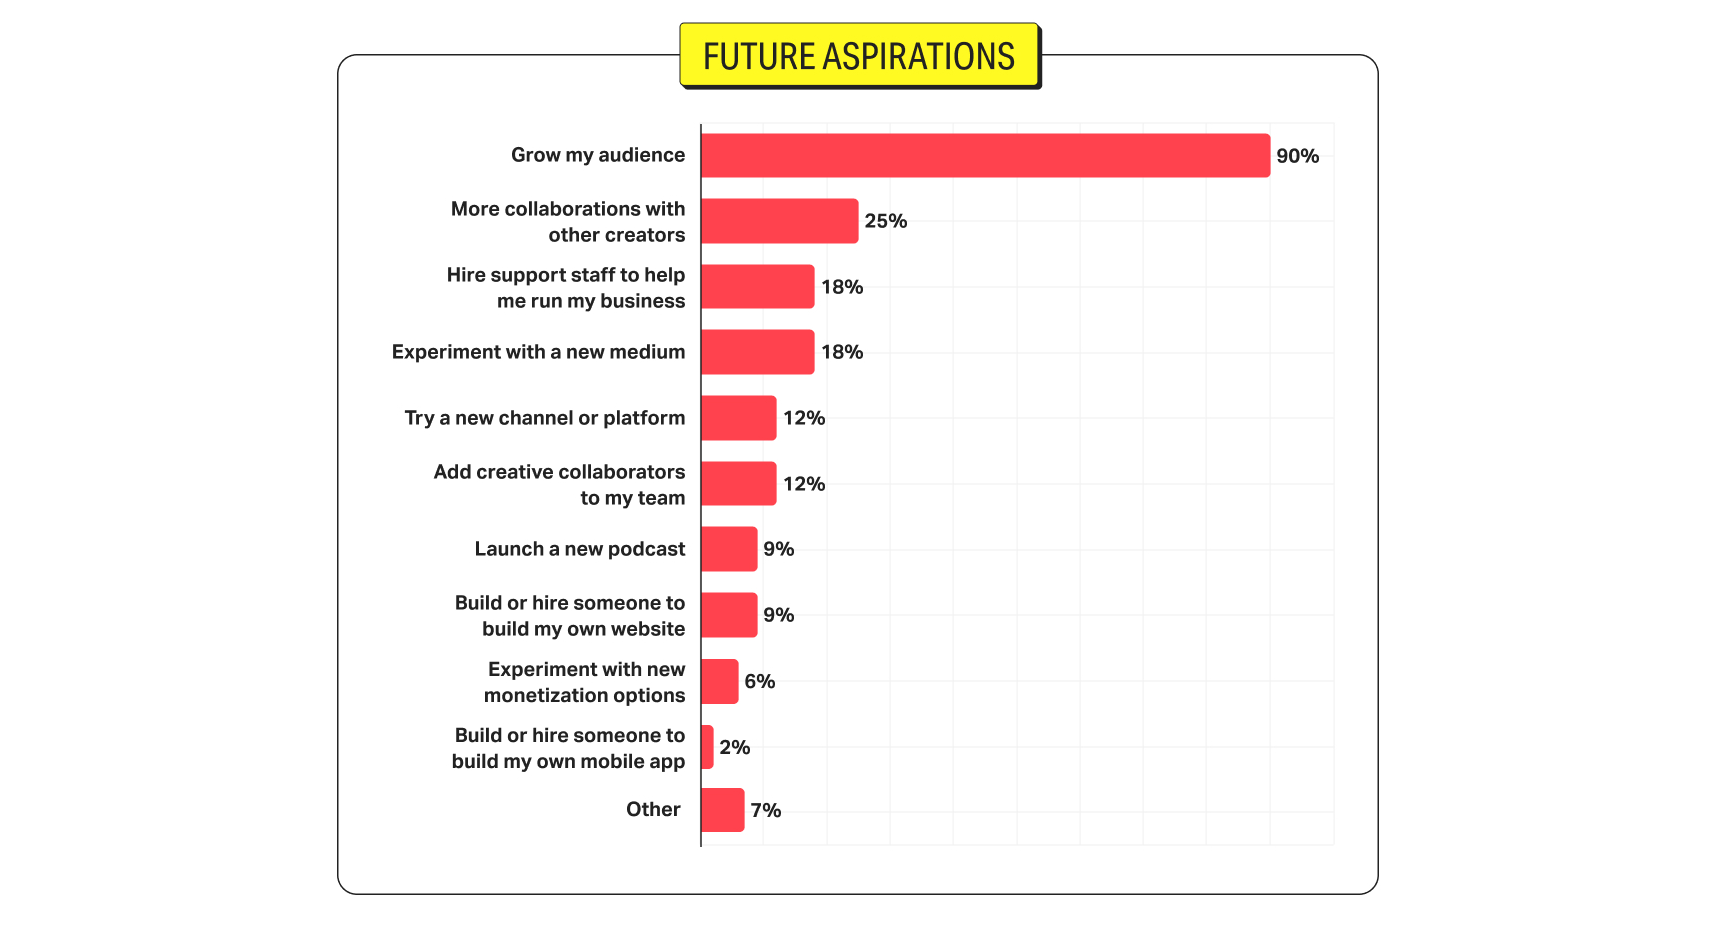 FUTURE ASPIRATIONS
Grow my audience
90%
More collaborations with
other creators
25%
Hire support staff to help
me run my business
18%
Experiment with a new medium
18%
Try a new channel or platform
12%
Add creative collaborators
to my team
12%
Launch a new podcast
9%
Build or hire someone to
build my own website
9%
Experiment with new
monetization options
6%
Build or hire someone to
build my own mobile app
2%
Other
7%